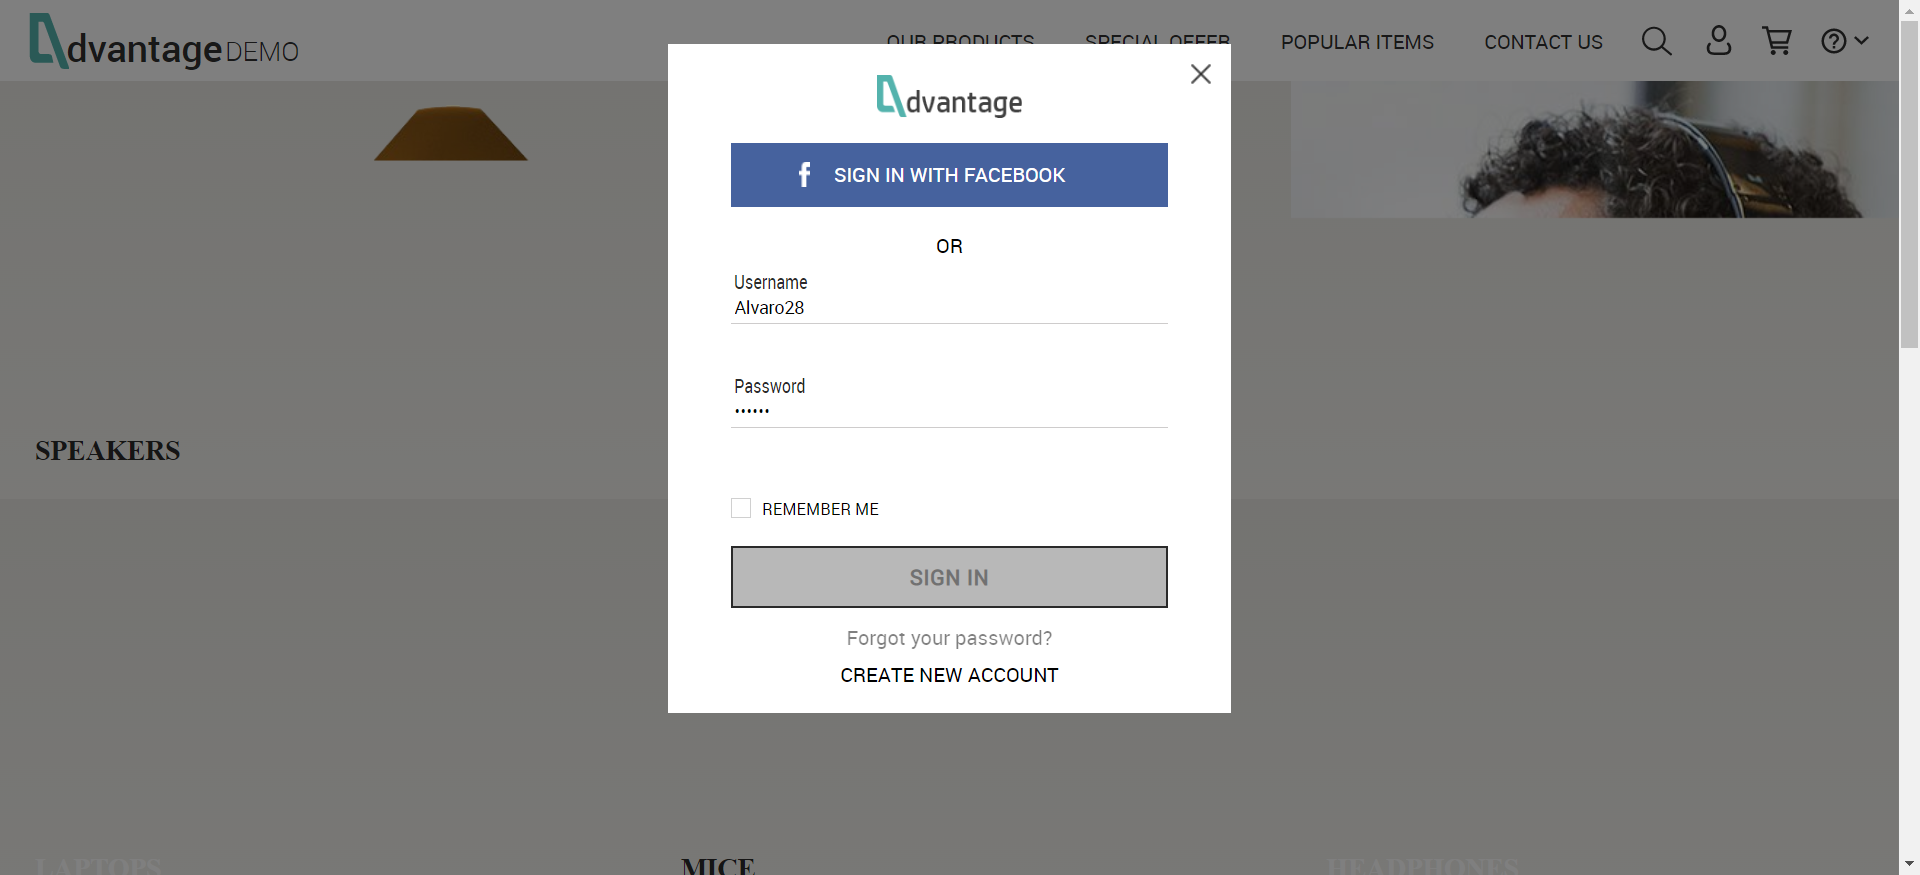 dvantage DEMO
OUR PRODUCTS SPECIAL OFFER POPULAR ITEMS CONTACT US
dvantage
SIGN IN WITH FACEBOOK
OR
Username
Alvaro28
Password
••••••
REMEMBER ME
SIGN IN
Forgot your password?
CREATE NEW ACCOUNT
SPEAKERS
LAPTOPS
MICE
HEADPHONES